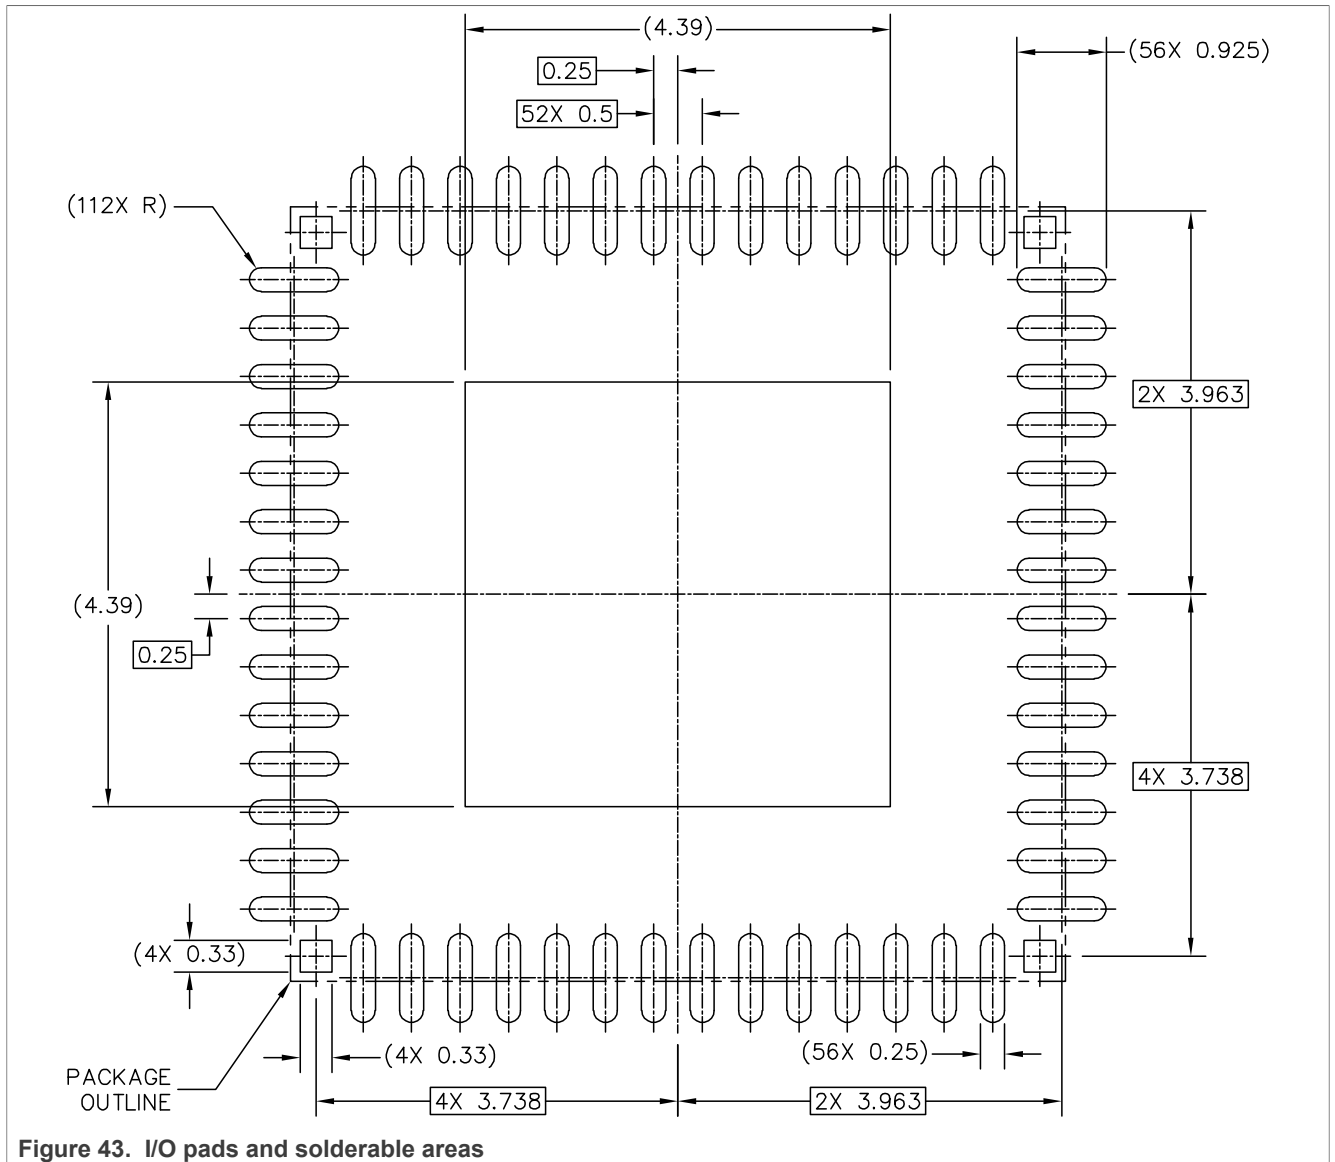 (4.39)
0.25
(56X 0.925)
52X 0.5
(112X R)
2X 3.963
(4.39)
0.25
4X 3.738
(4X 0.33)
(4X 0.33)
(56X 0.25)
PACKAGE
OUTLINE
4X 3.738
2X 3.963
Figure 43. I/O pads and solderable areas